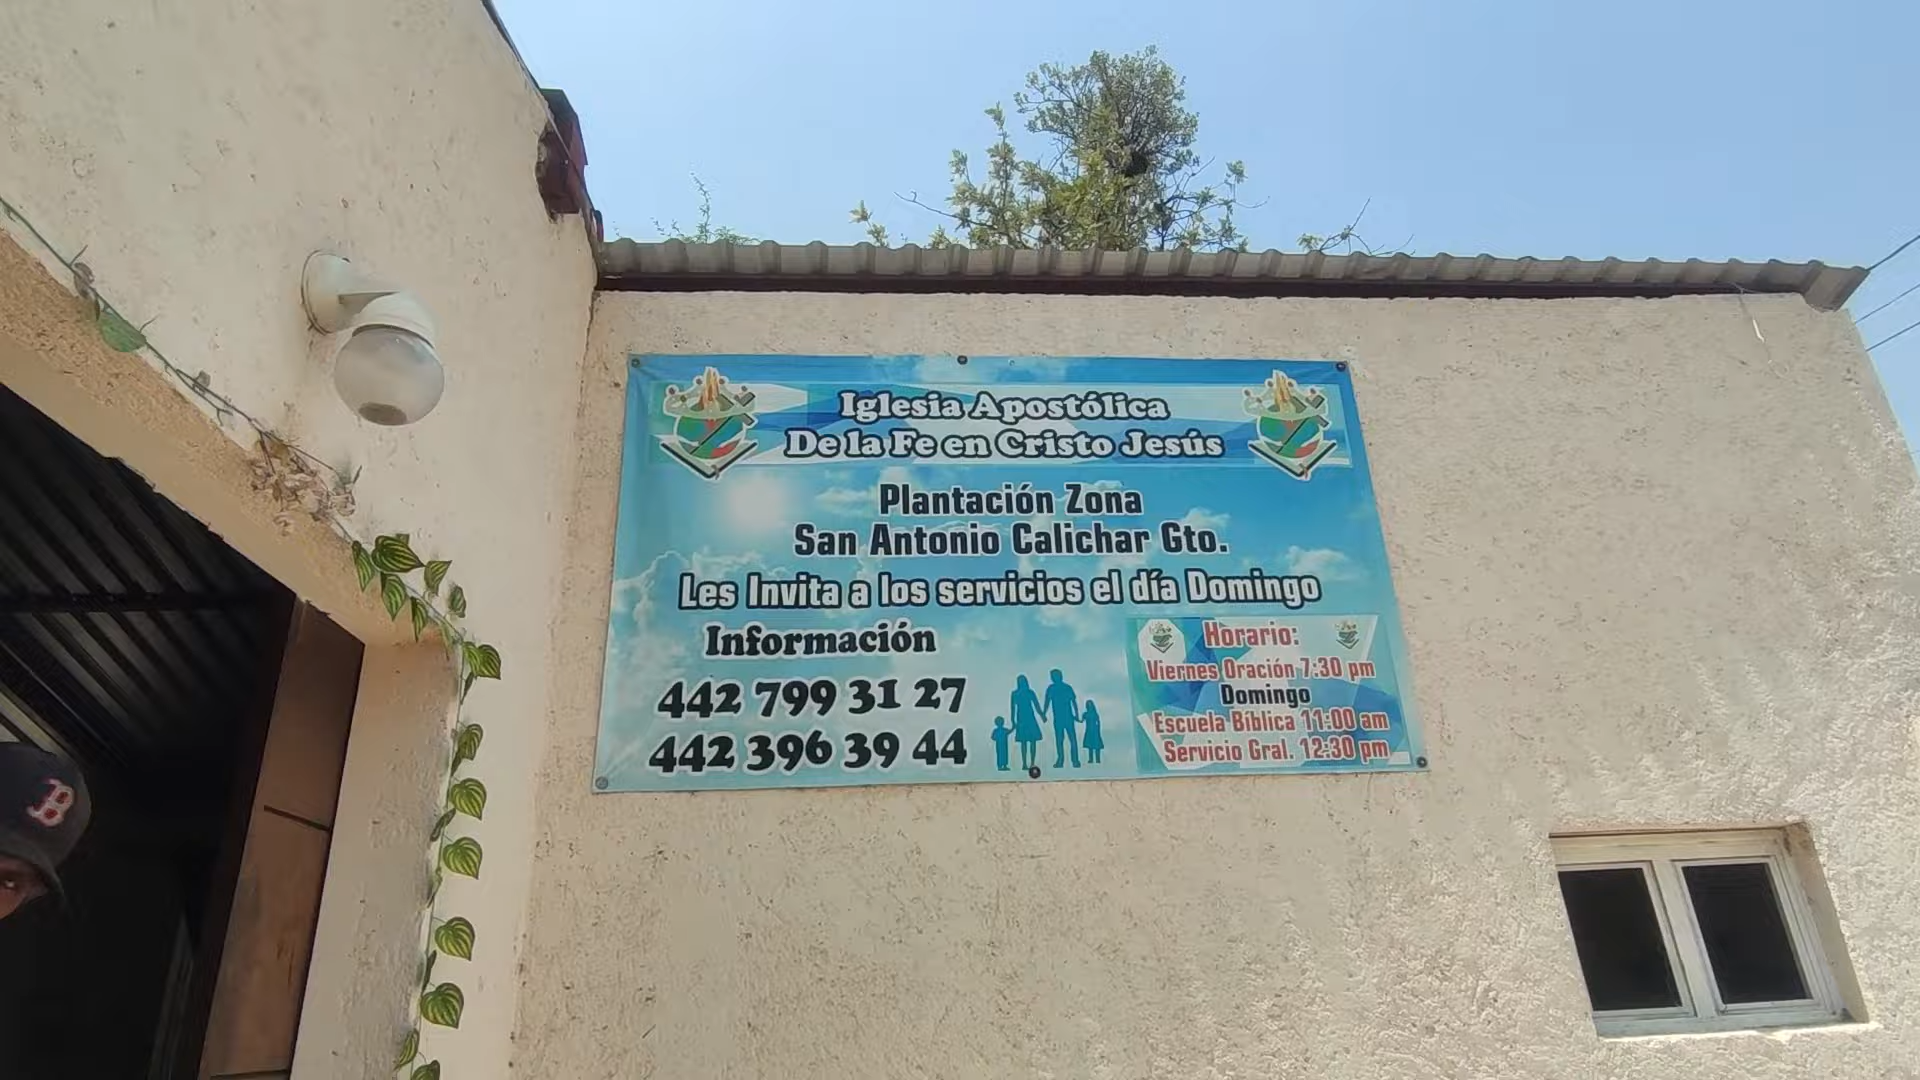 Iglesia Apostólica
De la Fe en Cristo Jesús
Plantación Zona
San Antonio Calichar Gto.
Les Invita a los servicios el día Domingo
Información
442 799 31 27
442 396 39 44
Horario:
Viernes Oración 7:30 pm
Domingo
Escuela Bíblica 11:00 am
Servicio Gral. 12:30 pm
B